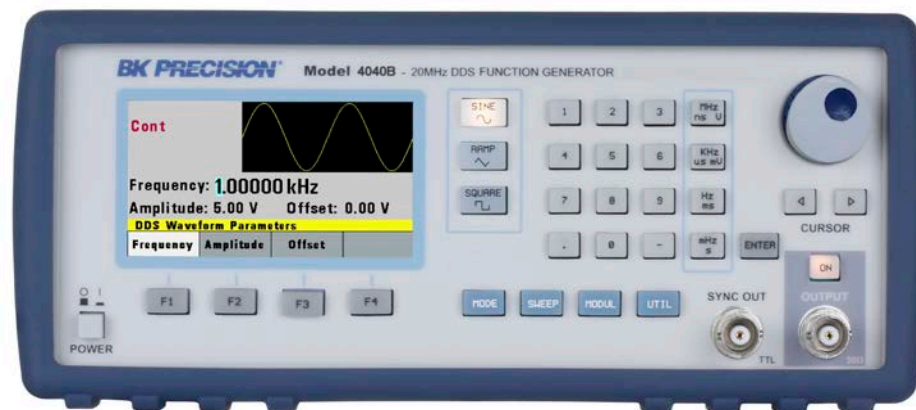 BK PRECISION® Model 4040B - 20MHz DDS FUNCTION GENERATOR
Cont
Frequency: 1.00000 kHz
Amplitude: 5.00 V Offset: 0.00 V
DDS Waveform Parameters
Frequency Amplitude Offset
SINE
RAMP
SQUARE
1 2 3 MHz ns V
4 5 6 KHz us mV
7 8 9 Hz ms
. 0 - mHz s ENTER
CURSOR
ON
F1 F2 F3 F4
MODE SWEEP MODUL UTIL
SYNC OUT
OUTPUT
TTL
50Ω
O I
POWER